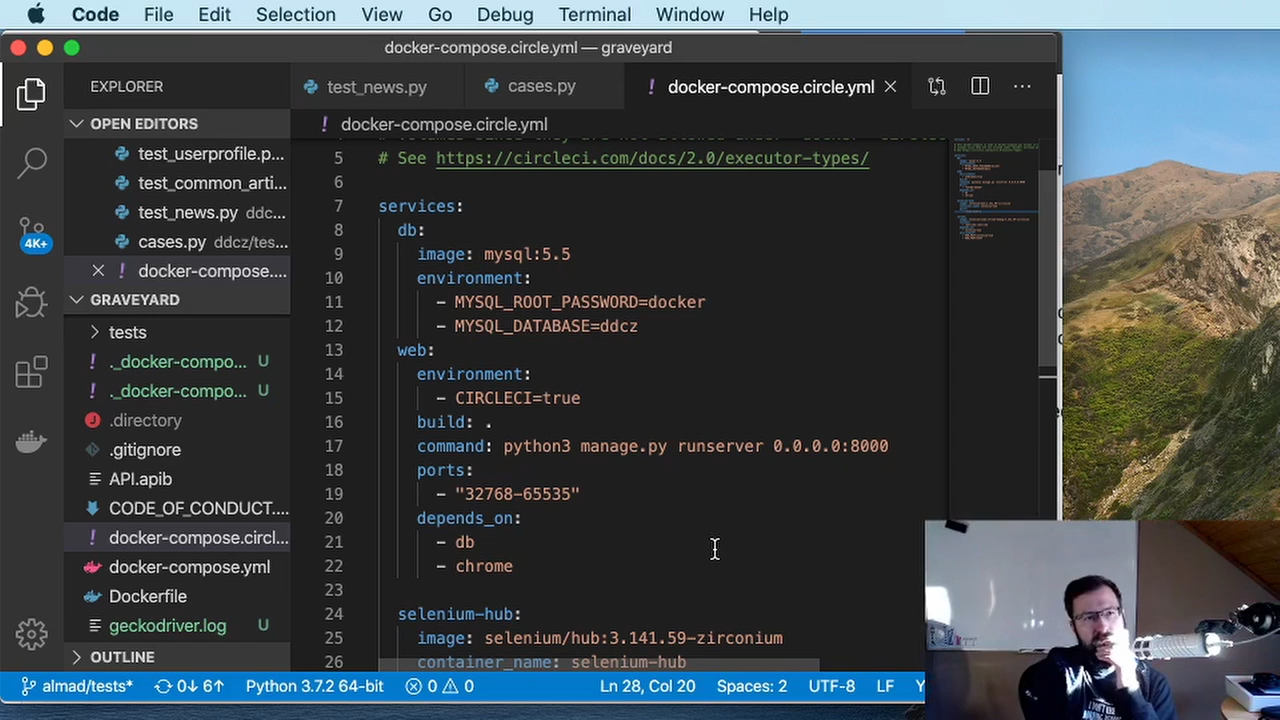 Code File Edit Selection View Go Debug Terminal Window Help
docker-compose.circle.yml — graveyard
EXPLORER
test_news.py
cases.py
! docker-compose.circle.yml
OPEN EDITORS
test_userprofile.p...
test_common_arti...
test_news.py ddc...
cases.py ddcz/tes...
! docker-compose....
4K+
GRAVEYARD
tests
! ._docker-compo... U
! ._docker-compo... U
.directory
.gitignore
API.apib
CODE_OF_CONDUCT....
! docker-compose.circl...
docker-compose.yml
Dockerfile
geckodriver.log U
OUTLINE
! docker-compose.circle.yml
5 # See https://circleci.com/docs/2.0/executor-types/
6
7 services:
8 db:
9 image: mysql:5.5
10 environment:
11 - MYSQL_ROOT_PASSWORD=docker
12 - MYSQL_DATABASE=ddcz
13 web:
14 environment:
15 - CIRCLECI=true
16 build: .
17 command: python3 manage.py runserver 0.0.0.0:8000
18 ports:
19 - "32768-65535"
20 depends_on:
21 - db
22 - chrome
23
24 selenium-hub:
25 image: selenium/hub:3.141.59-zirconium
26 container_name: selenium-hub
almad/tests* 0↓ 6↑ Python 3.7.2 64-bit 0 0 Ln 28, Col 20 Spaces: 2 UTF-8 LF